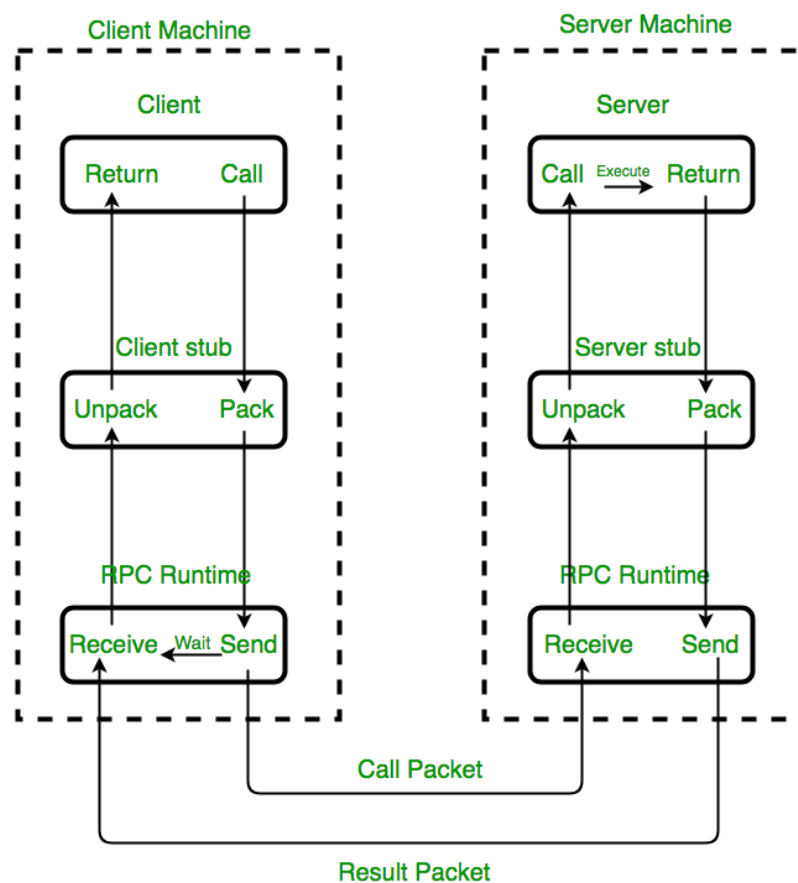 Client Machine
Server Machine
Client
Server
Return Call
Call Execute Return
Client stub
Server stub
Unpack Pack
Unpack Pack
RPC Runtime
RPC Runtime
Receive Wait Send
Receive Send
Call Packet
Result Packet